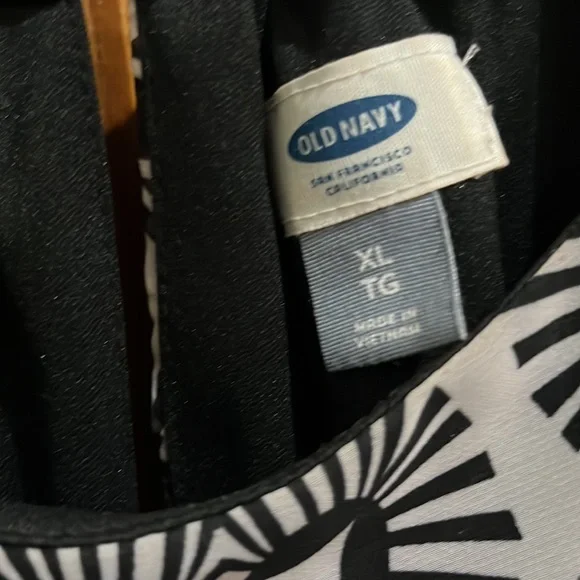 OLD NAVY
SAN FRANCISCO
CALIFORNIA
XL
TG
MADE IN
VIETNAM